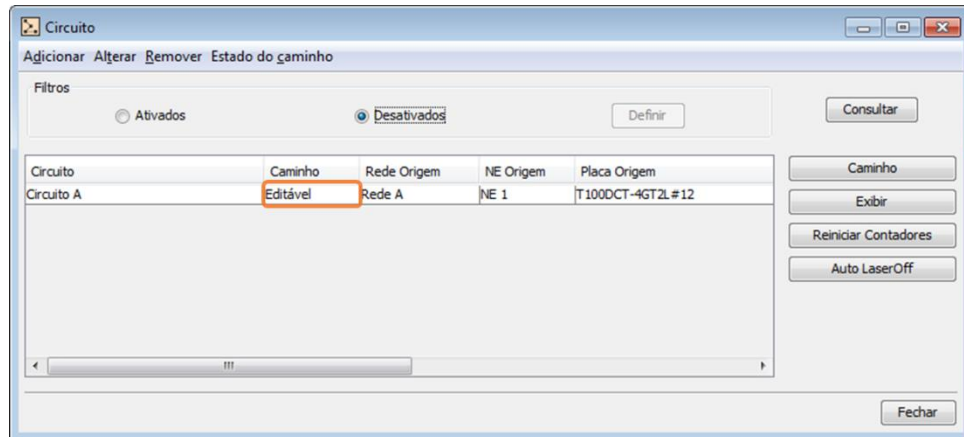 Circuito
Adicionar Alterar Remover Estado do caminho
Filtros
Ativados Desativados Definir Consultar
Circuito Caminho Rede Origem NE Origem Placa Origem
Circuito A Editável Rede A NE 1 T100DCT-4GT2L#12
Caminho
Exibir
Reiniciar Contadores
Auto LaserOff
Fechar